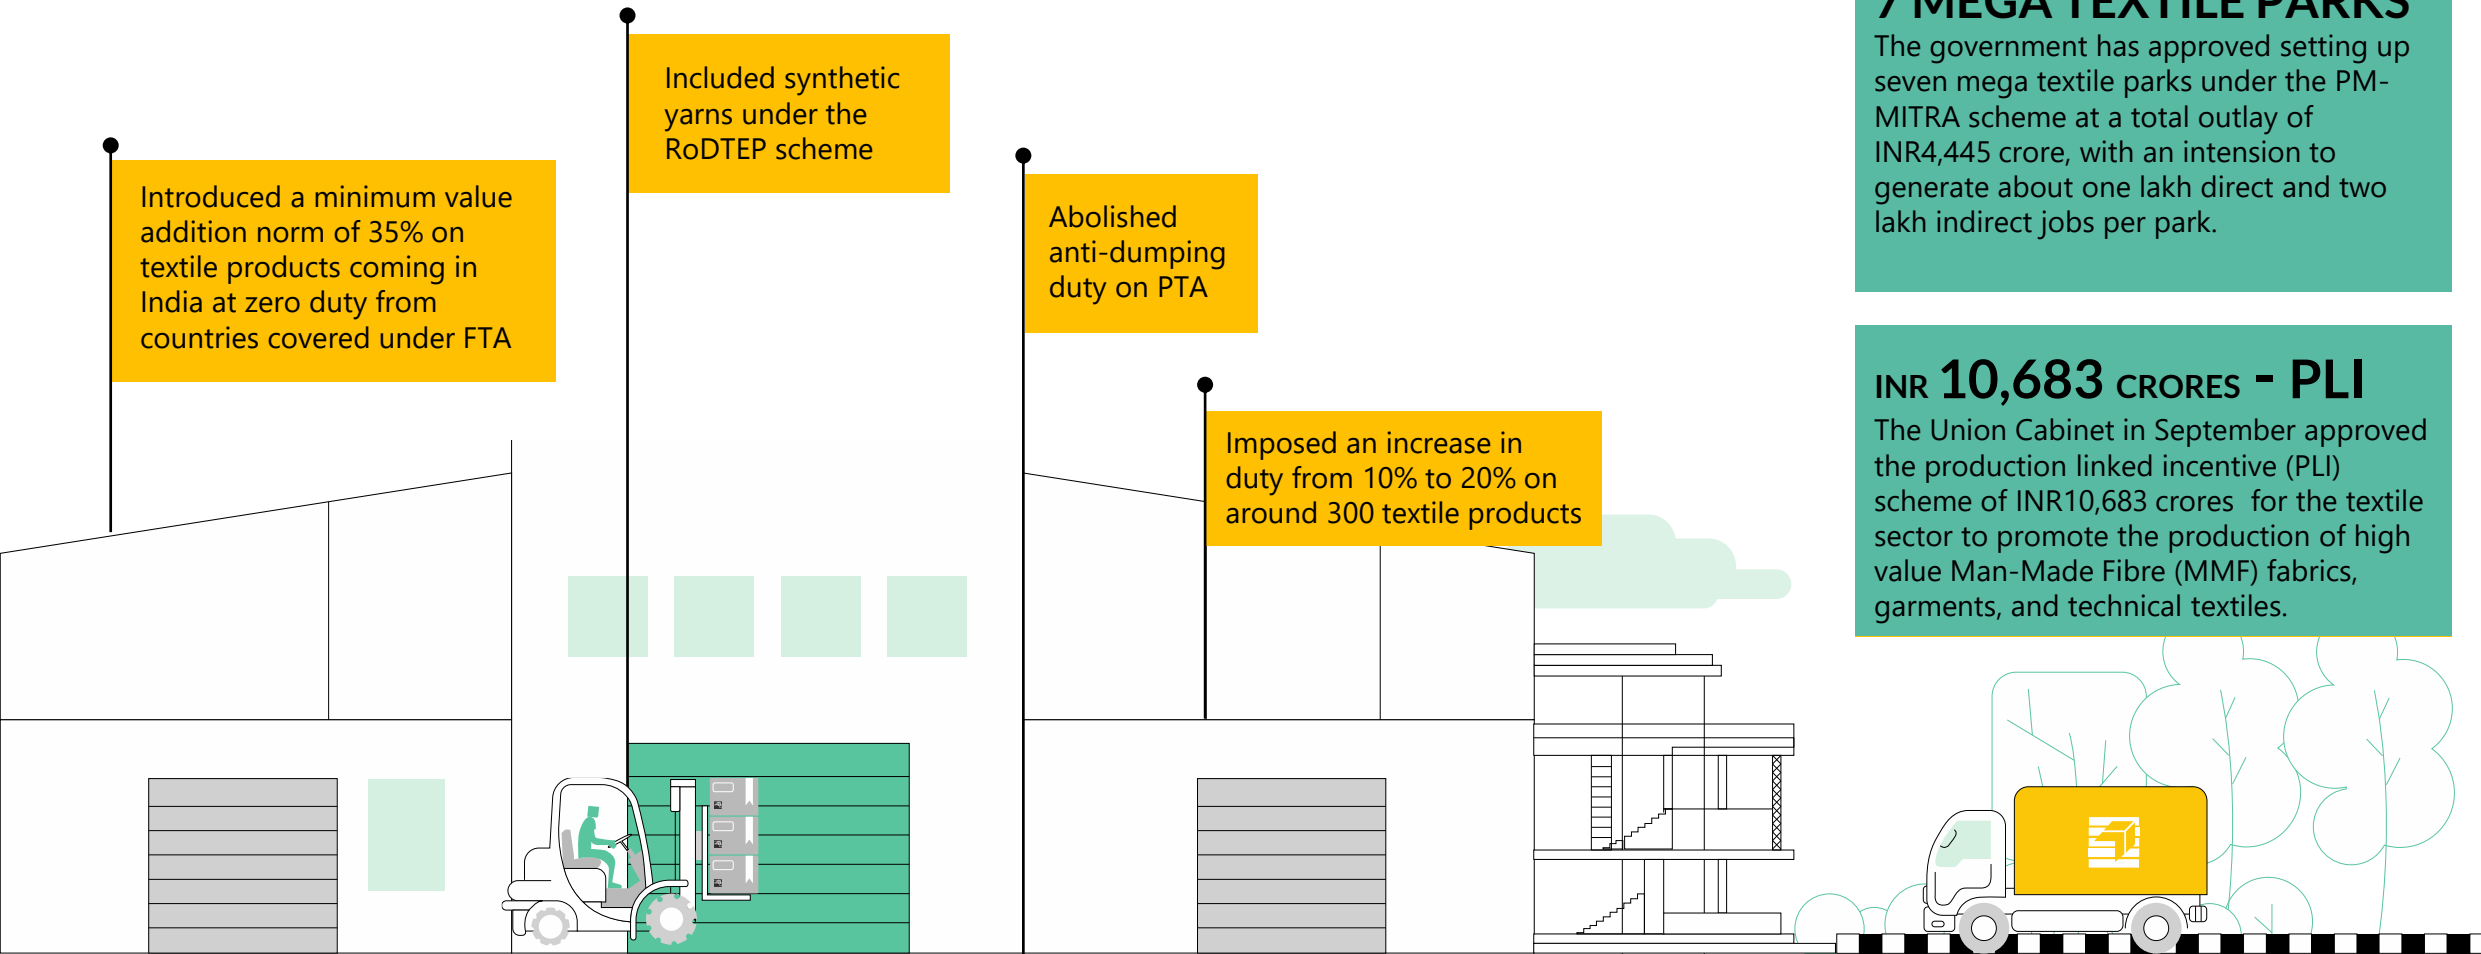 Included synthetic
yarns under the
RoDTEP scheme
Introduced a minimum value
addition norm of 35% on
textile products coming in
India at zero duty from
countries covered under FTA
Abolished
anti-dumping
duty on PTA
Imposed an increase in
duty from 10% to 20% on
around 300 textile products
7 MEGA TEXTILE PARKS
The government has approved setting up
seven mega textile parks under the PM-
MITRA scheme at a total outlay of
INR4,445 crore, with an intension to
generate about one lakh direct and two
lakh indirect jobs per park.
INR 10,683 CRORES - PLI
The Union Cabinet in September approved
the production linked incentive (PLI)
scheme of INR10,683 crores for the textile
sector to promote the production of high
value Man-Made Fibre (MMF) fabrics,
garments, and technical textiles.